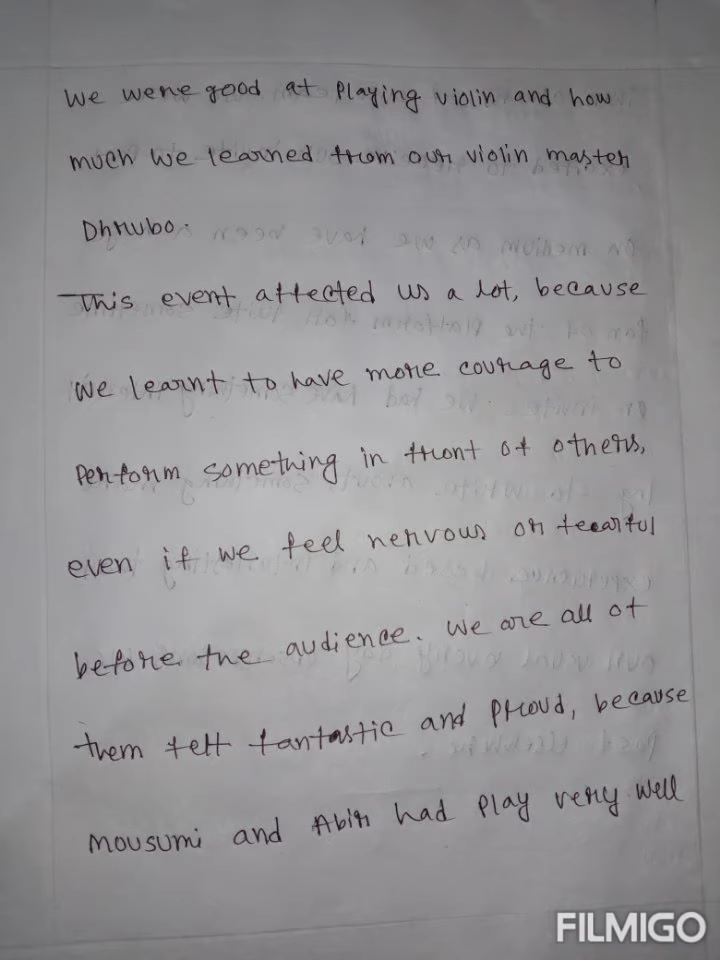 We were good at playing violin and how
much we learned from our violin master
Dhrubo.
This event affected us a lot, because
we learnt to have more courage to
perform something in front of others,
even if we feel nervous or fearful
before the audience. We are all of
them felt fantastic and proud, because
Mousumi and Abir had play very well
FILMIGO